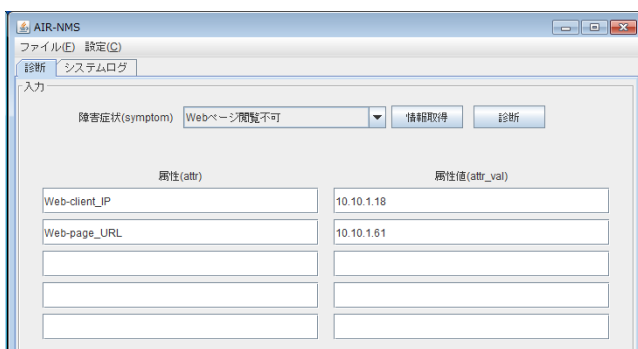 AIR-NMS
ファイル(F) 設定(C)
診断 システムログ
入力
障害症状(symptom) Webページ閲覧不可 情報取得 診断
属性(attr) 属性値(attr_val)
Web-client_IP 10.10.1.18
Web-page_URL 10.10.1.61